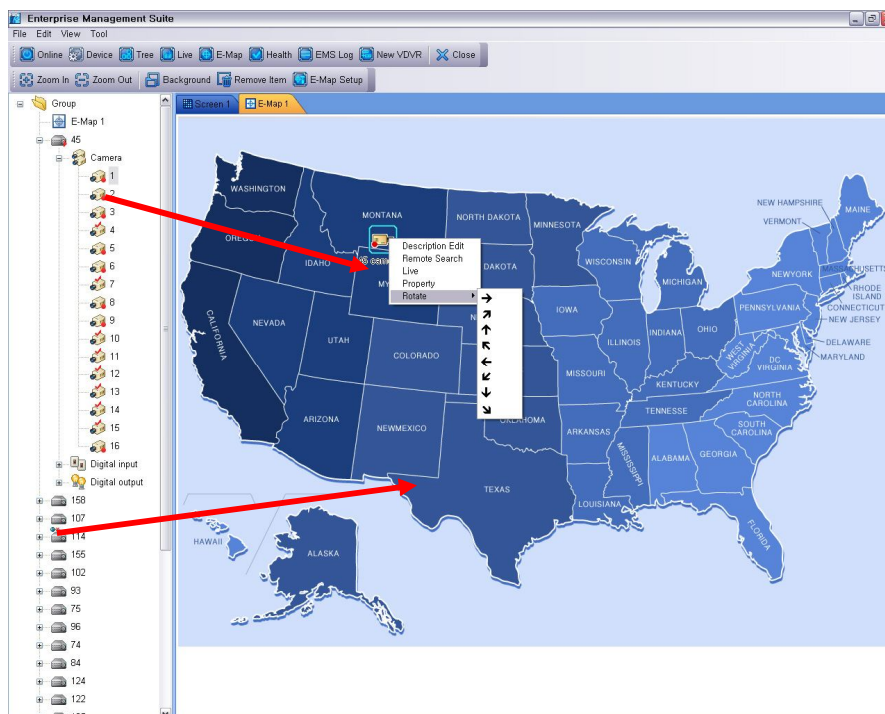 Enterprise Management Suite
File Edit View Tool
Online Device Tree Live E-Map Health EMS Log New VDVR Close
Zoom In Zoom Out Background Remove Item E-Map Setup
Group
E-Map 1
45
Camera
1
2
3
4
5
6
7
8
9
10
11
12
13
14
15
16
Digital input
Digital output
158
107
114
155
102
93
75
96
74
84
124
122
Screen 1 E-Map 1
WASHINGTON
MONTANA
NORTH DAKOTA
MINNESOTA
NEW HAMPSHIRE
VERMONT
MAINE
IDAHO
DAKOTA
WISCONSIN
MICHIGAN
NEWYORK
RHODE
ISLAND
CONNECTICUT
NEW JERSEY
PENNSYLVANIA
DELAWARE
MARYLAND
CALIFORNIA
NEVADA
UTAH
COLORADO
IOWA
ILLINOIS
INDIANA
OHIO
WEST
VIRGINIA
DC
VIRGINIA
MISSOURI
KENTUCKY
NORTH
CAROLINA
TENNESSE
SOUTH
CAROLINA
ARIZONA
NEWMEXICO
OKLAHOMA
ARKANSAS
MISSISSIPPI
ALABAMA
GEORGIA
TEXAS
LOUISIANA
FLORIDA
HAWAII
ALASKA
Description Edit
Remote Search
Live
Property
Rotate